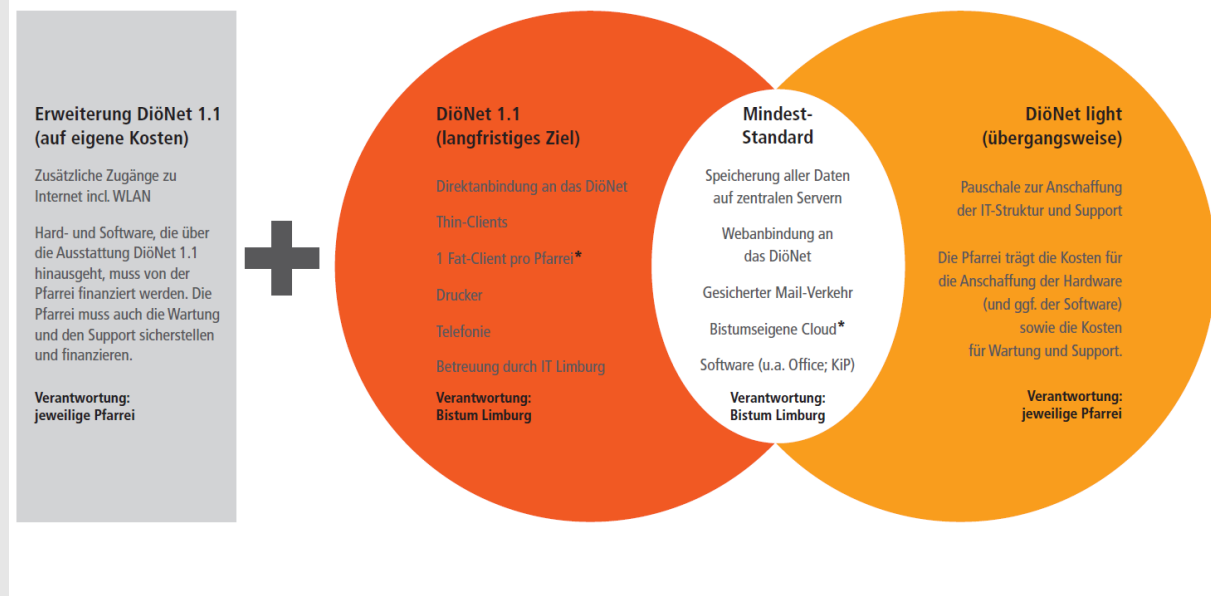 Erweiterung DiöNet 1.1
(auf eigene Kosten)
Zusätzliche Zugänge zu
Internet incl. WLAN
Hard- und Software, die über
die Ausstattung DiöNet 1.1
hinausgeht, muss von der
Pfarrei finanziert werden. Die
Pfarrei muss auch die Wartung
und den Support sicherstellen
und finanzieren.
Verantwortung:
jeweilige Pfarrei
DiöNet 1.1
(langfristiges Ziel)
Direktanbindung an das DiöNet
Thin-Clients
1 Fat-Client pro Pfarrei*
Drucker
Telefonie
Betreuung durch IT Limburg
Verantwortung:
Bistum Limburg
Mindest-
Standard
Speicherung aller Daten
auf zentralen Servern
Webanbindung an
das DiöNet
Gesicherter Mail-Verkehr
Bistumseigene Cloud*
Software (u.a. Office; KiP)
Verantwortung:
Bistum Limburg
DiöNet light
(übergangsweise)
Pauschale zur Anschaffung
der IT-Struktur und Support
Die Pfarrei trägt die Kosten für
die Anschaffung der Hardware
(und ggf. der Software)
sowie die Kosten
für Wartung und Support.
Verantwortung:
jeweilige Pfarrei